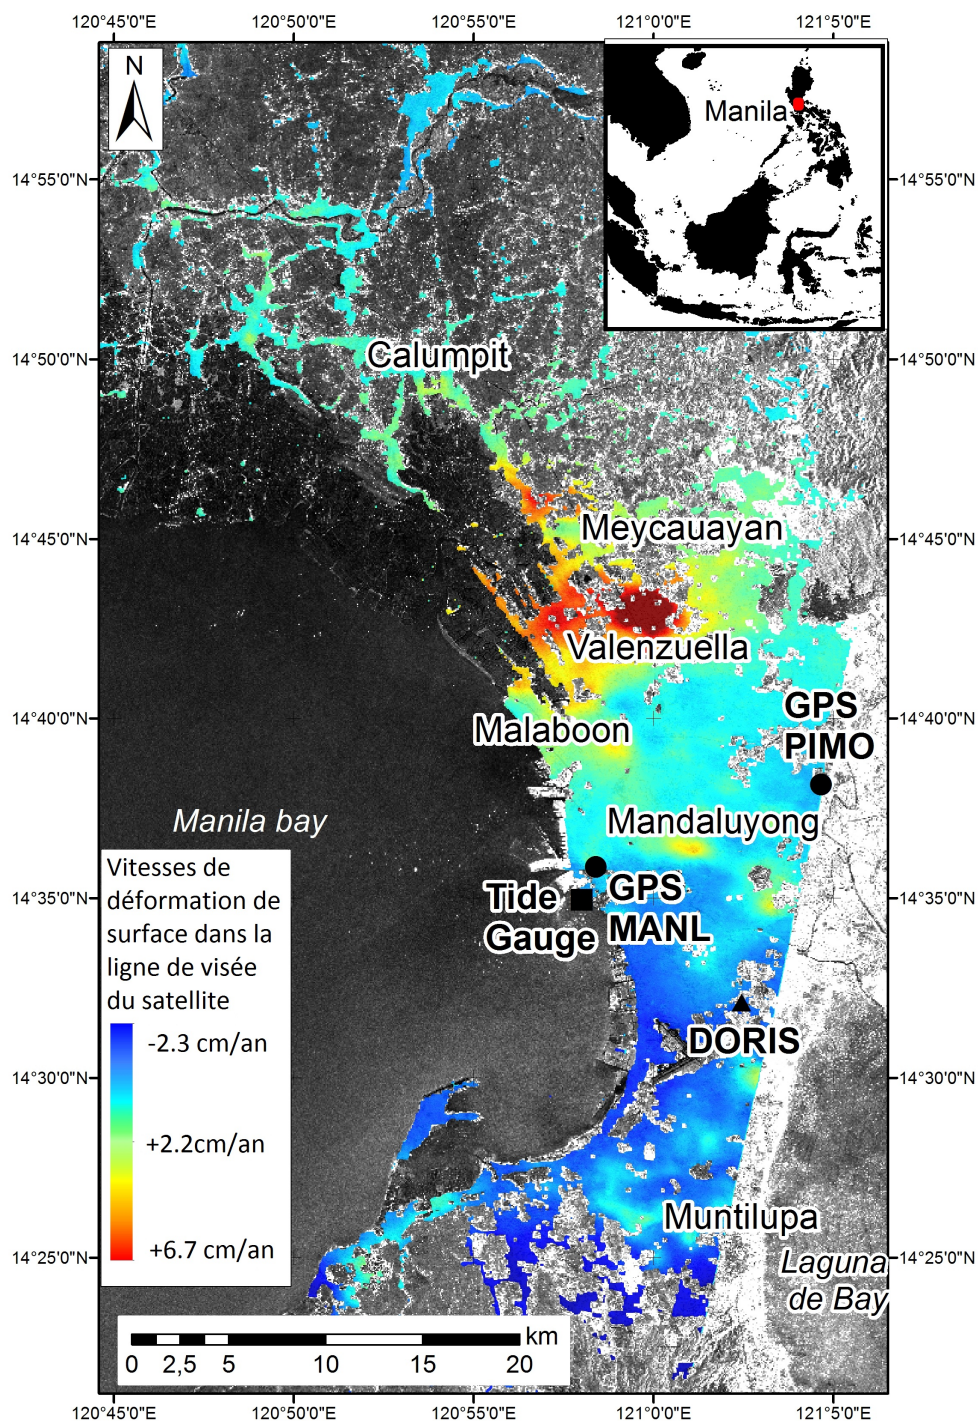 120°45'0"E
120°50'0"E
120°55'0"E
121°0'0"E
121°5'0"E
N
Manila
14°55'0"N
14°55'0"N
14°50'0"N
14°50'0"N
Calumpit
Meycauayan
14°45'0"N
14°45'0"N
Valenzuella
GPS
PIMO
14°40'0"N
14°40'0"N
Malaboon
Manila bay
Mandaluyong
Vitesses de
déformation de
surface dans la
ligne de visée
du satellite
-2.3 cm/an
+2.2cm/an
+6.7 cm/an
14°35'0"N
14°35'0"N
Tide
Gauge
GPS
MANL
DORIS
14°30'0"N
14°30'0"N
Muntilupa
Laguna
de Bay
14°25'0"N
14°25'0"N
km
0 2,5 5 10 15 20
120°45'0"E
120°50'0"E
120°55'0"E
121°0'0"E
121°5'0"E